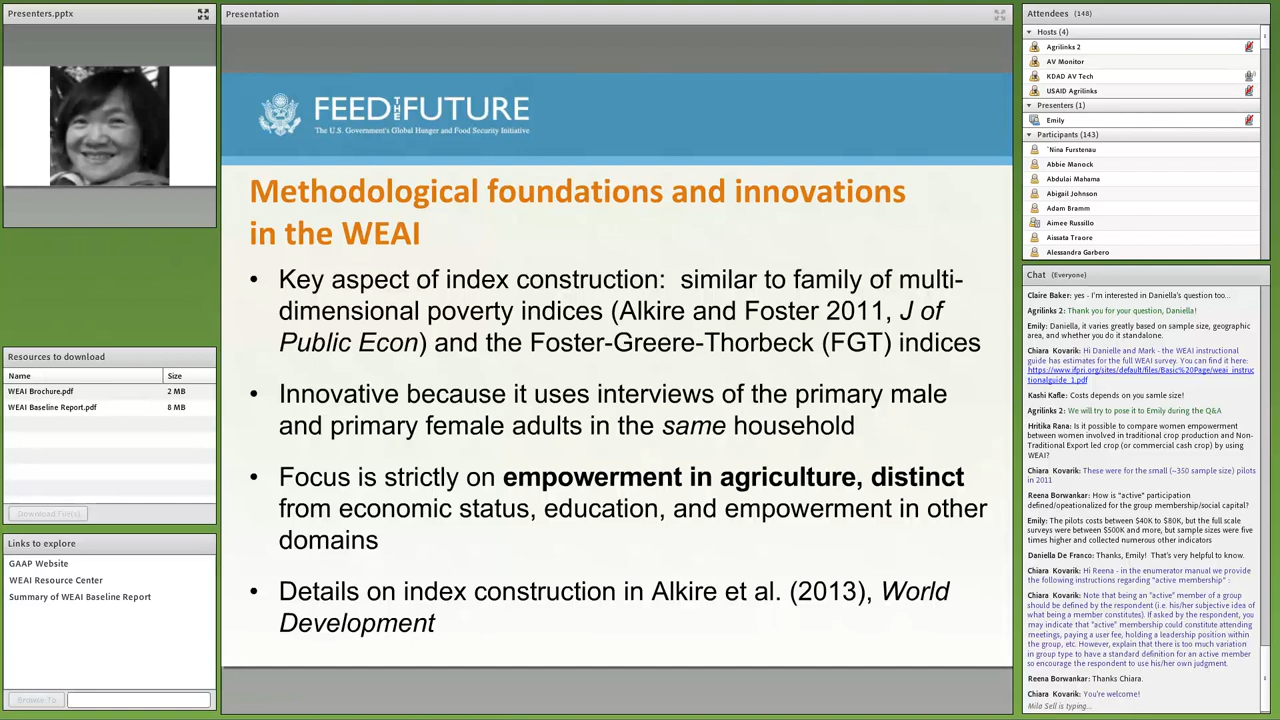 Presenters.pptx
Presentation
FEED THE FUTURE
The U.S. Government's Global Hunger and Food Security Initiative
Methodological foundations and innovations
in the WEAI
• Key aspect of index construction: similar to family of multi-
dimensional poverty indices (Alkire and Foster 2011, J of
Public Econ) and the Foster-Greere-Thorbeck (FGT) indices
• Innovative because it uses interviews of the primary male
and primary female adults in the same household
• Focus is strictly on empowerment in agriculture, distinct
from economic status, education, and empowerment in other
domains
• Details on index construction in Alkire et al. (2013), World
Development
Resources to download
Name Size
WEAI Brochure.pdf 2 MB
WEAI Baseline Report.pdf 8 MB
Download File(s)
Links to explore
GAAP Website
WEAI Resource Center
Summary of WEAI Baseline Report
Browse To
Attendees (148)
Hosts (4)
Agrilinks 2
AV Monitor
KDAD AV Tech
USAID Agrilinks
Presenters (1)
Emily
Participants (143)
`Nina Furstenau
Abbie Manock
Abdulai Mahama
Abigail Johnson
Adam Bramm
Aimee Russillo
Aissata Traore
Alessandra Garbero
Chat (Everyone)
Claire Baker: yes - I'm interested in Daniella's question too...
Agrilinks 2: Thank you for your question, Daniella!
Emily: Daniella, it varies greatly based on sample size, geographic
area, and whether you do it standalone.
Chiara Kovarik: Hi Danielle and Mark - the WEAI instructional
guide has estimates for the full WEAI survey. You can find it here:
https://www.ifpri.org/sites/default/files/Basic%20Page/weai_instruc
tionalguide_1.pdf
Kashi Kafle: Costs depends on you samle size!
Agrilinks 2: We will try to pose it to Emily during the Q&A
Hritika Rana: Is it possible to compare women empowerment
between women involved in traditional crop production and Non-
Traditional Export led crop (or commercial cash crop) by using
WEAI?
Chiara Kovarik: These were for the small (~350 sample size) pilots
in 2011
Reena Borwankar: How is "active" participation
defined/opeationalized for the group membership/social capital?
Emily: The pilots costs between $40K to $80K, but the full scale
surveys were between $500K and more, but sample sizes were five
times higher and collected numerous other indicators
Daniella De Franco: Thanks, Emily! That's very helpful to know.
Chiara Kovarik: Hi Reena - in the enumerator manual we provide
the following instructions regarding "active membership" :
Chiara Kovarik: Note that being an "active" member of a group
should be defined by the respondent (i.e. his/her subjective idea of
what being a member constitutes). If asked by the respondent, you
may indicate that "active" membership could constitute attending
meetings, paying a user fee, holding a leadership position within
the group, etc. However, explain that there is too much variation
in group type to have a standard definition for an active member
so encourage the respondent to use his/her own judgment.
Reena Borwankar: Thanks Chiara.
Chiara Kovarik: You're welcome!
Mila Sell is typing...